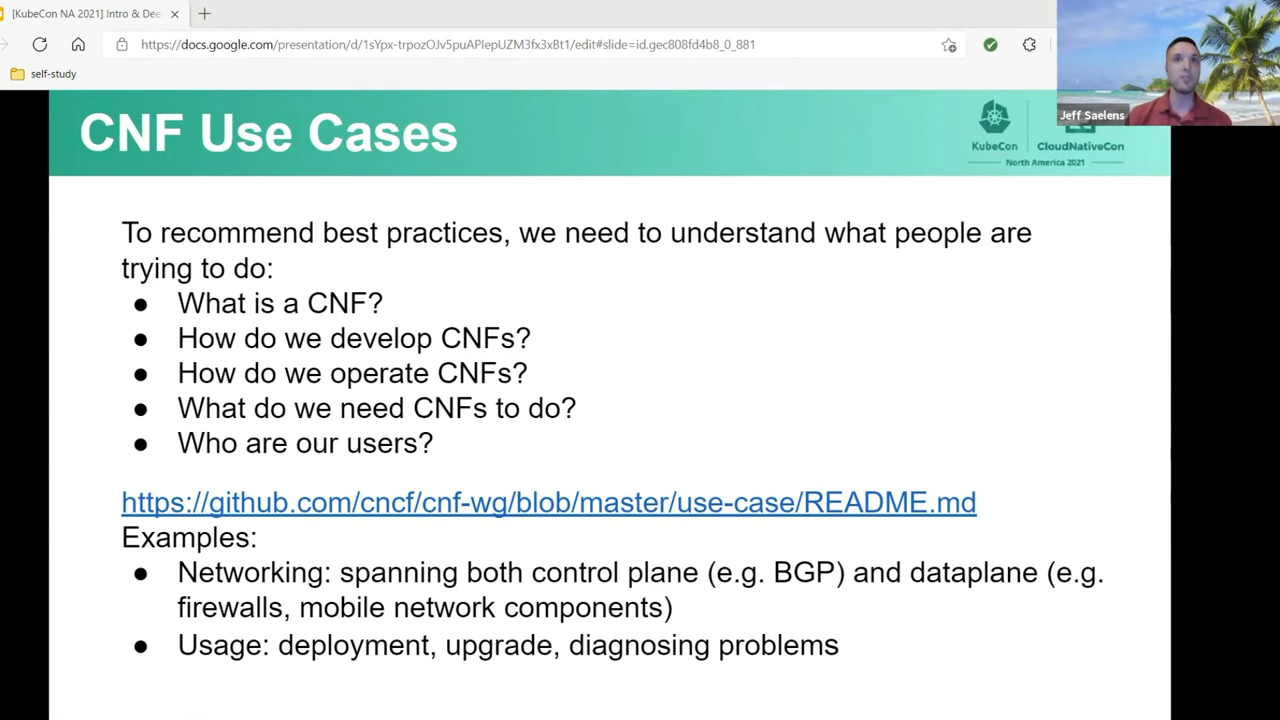 [KubeCon NA 2021] Intro & Dee
https://docs.google.com/presentation/d/1sYpx-trpozOJv5puAPIepUZM3fx3xBt1/edit#slide=id.gec808fd4b8_0_881
self-study
Jeff Saelens
CNF Use Cases
KubeCon
CloudNativeCon
North America 2021
To recommend best practices, we need to understand what people are
trying to do:
● What is a CNF?
● How do we develop CNFs?
● How do we operate CNFs?
● What do we need CNFs to do?
● Who are our users?
https://github.com/cncf/cnf-wg/blob/master/use-case/README.md
Examples:
● Networking: spanning both control plane (e.g. BGP) and dataplane (e.g.
firewalls, mobile network components)
● Usage: deployment, upgrade, diagnosing problems